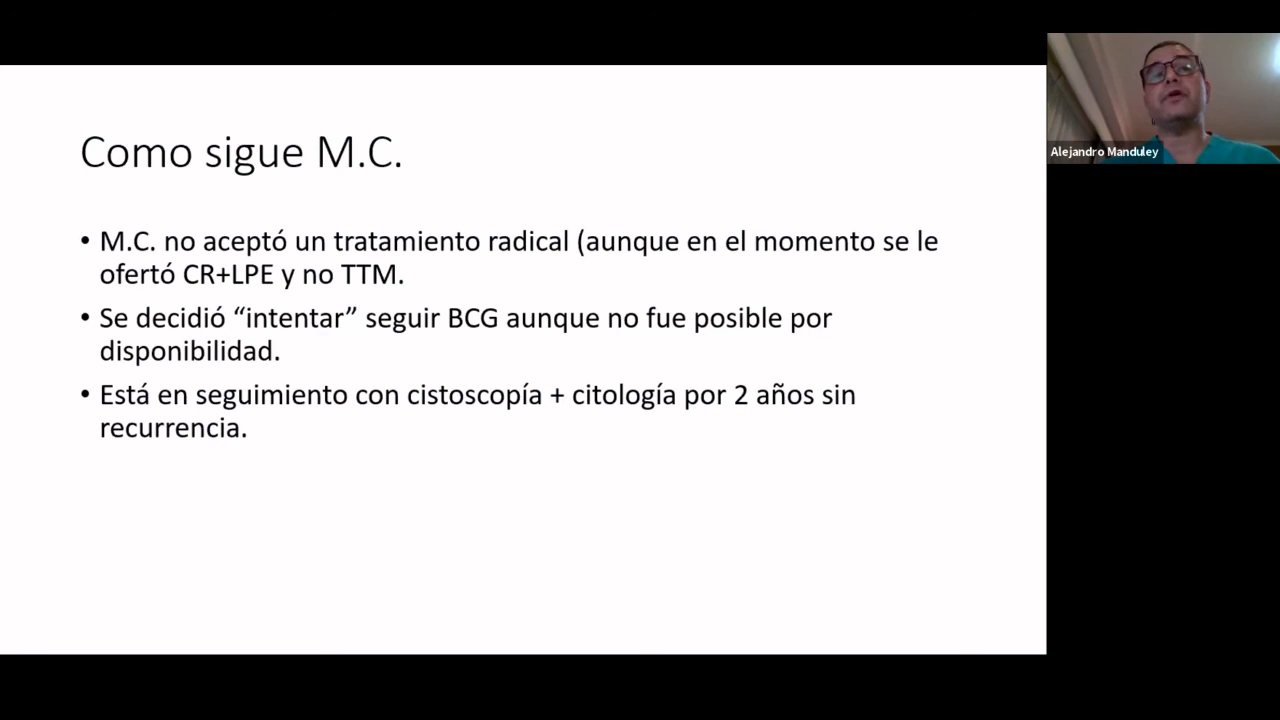 Como sigue M.C.
• M.C. no aceptó un tratamiento radical (aunque en el momento se le
ofertó CR+LPE y no TTM.
• Se decidió “intentar” seguir BCG aunque no fue posible por
disponibilidad.
• Está en seguimiento con cistoscopía + citología por 2 años sin
recurrencia.
Alejandro Manduley